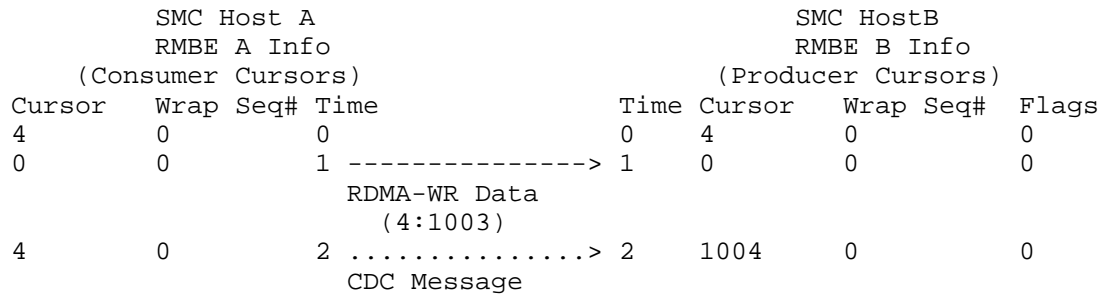 SMC Host A                                SMC HostB
RMBE A Info                               RMBE B Info
(Consumer Cursors)                        (Producer Cursors)
Cursor   Wrap Seq# Time                 Time Cursor   Wrap Seq#  Flags
4        0         0                    0    4        0          0
0        0         1 ---------------> 1    0        0          0
RDMA-WR Data
(4:1003)
4        0         2 ...............> 2    1004     0          0
CDC Message